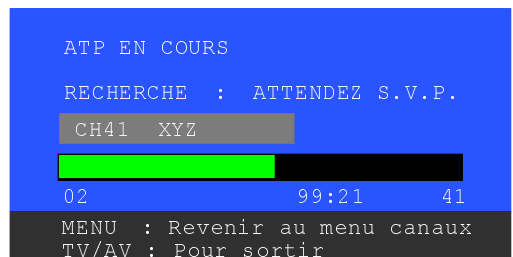 ATP EN COURS
RECHERCHE : ATTENDEZ S.V.P.
CH41 XYZ
02 99:21 41
MENU : Revenir au menu canaux
TV/AV : Pour sortir